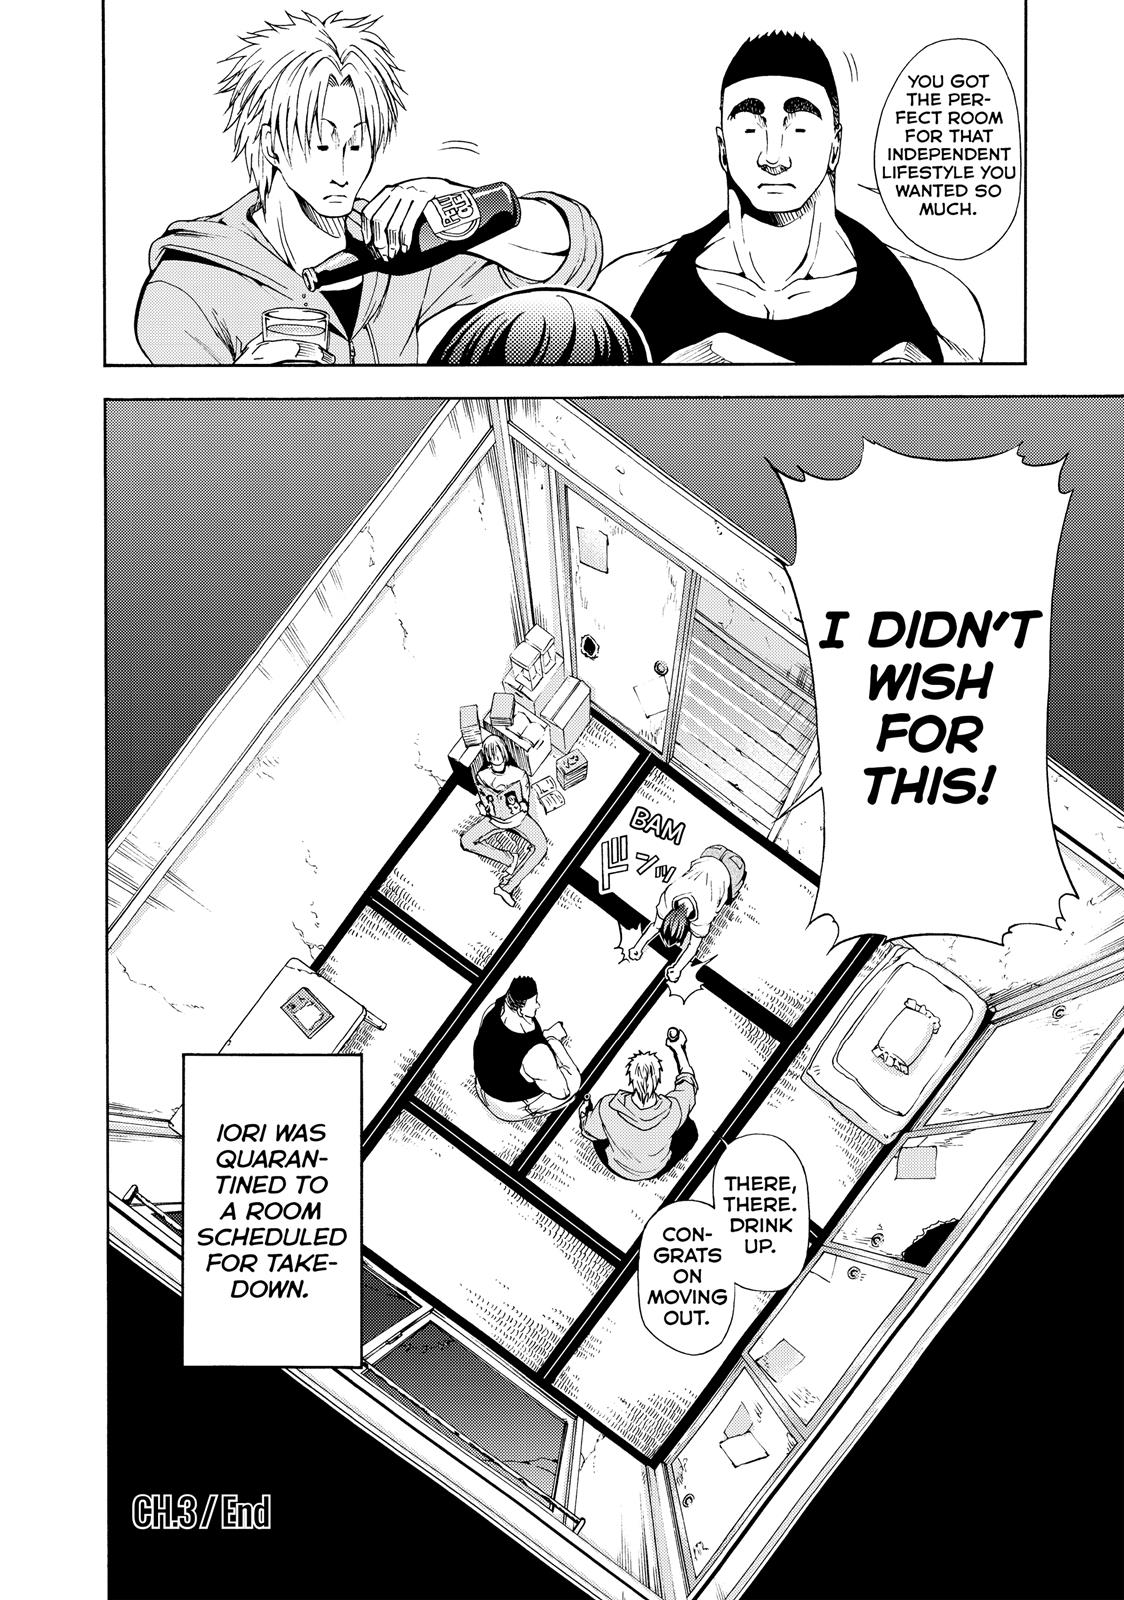 YOU GOT
THE PER-
FECT ROOM
FOR THAT
INDEPENDENT
LIFESTYLE YOU
WANTED SO
MUCH.
I DIDN'T
WISH
FOR
THIS!
BAM
ドンッ
THERE,
THERE.
DRINK
UP.
CON-
GRATS
ON
MOVING
OUT.
IORI WAS
QUARAN-
TINED TO
A ROOM
SCHEDULED
FOR TAKE-
DOWN.
CH.3 / End